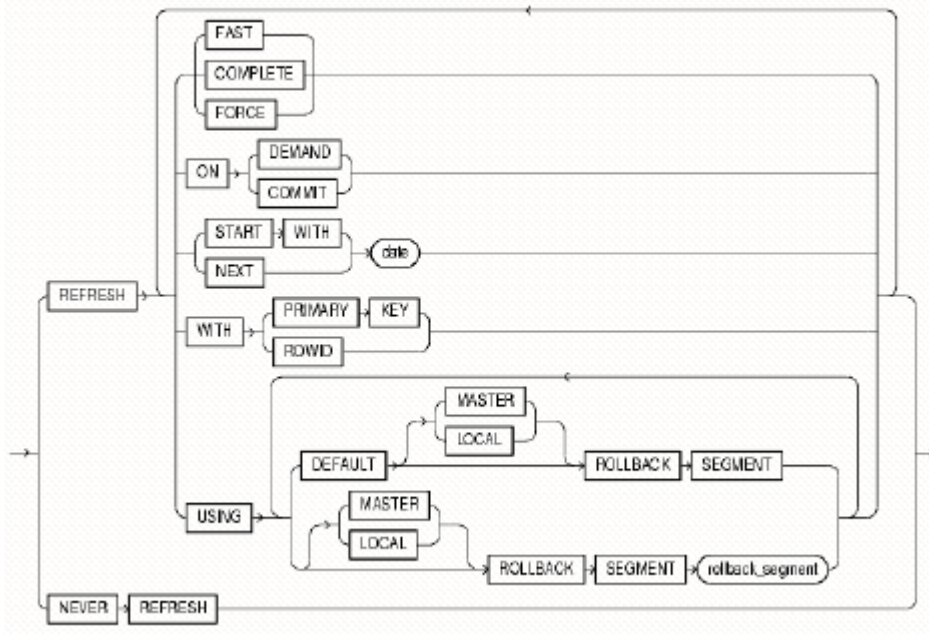 FAST
COMPLETE
FORCE
ON DEMAND
COMMIT
START WITH
NEXT
date
REFRESH
WITH PRIMARY KEY
ROWID
MASTER
LOCAL
DEFAULT ROLLBACK SEGMENT
USING
MASTER
LOCAL
ROLLBACK SEGMENT rollback_segment
NEVER REFRESH